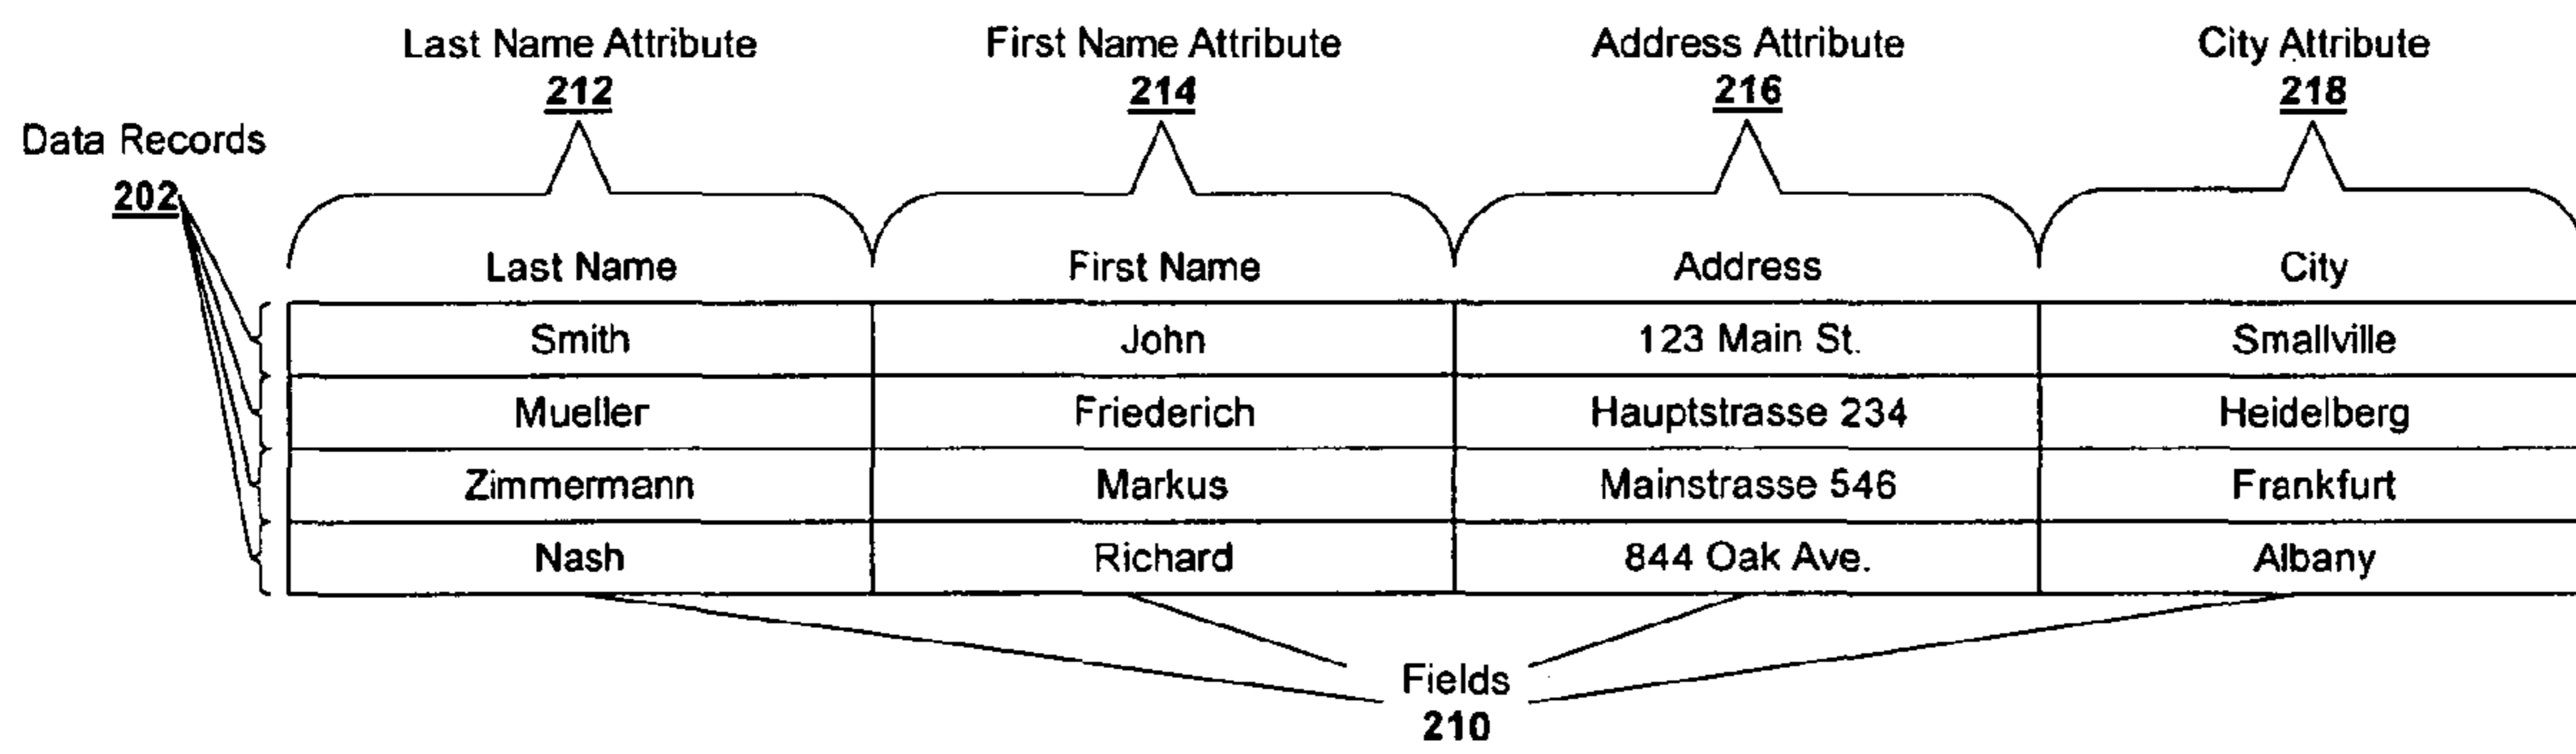 Last Name Attribute First Name Attribute Address Attribute City Attribute
212 214 216 218
Data Records
202
Last Name First Name Address City
Smith John 123 Main St. Smallville
Mueller Friederich Hauptstrasse 234 Heidelberg
Zimmermann Markus Mainstrasse 546 Frankfurt
Nash Richard 844 Oak Ave. Albany
Fields
210